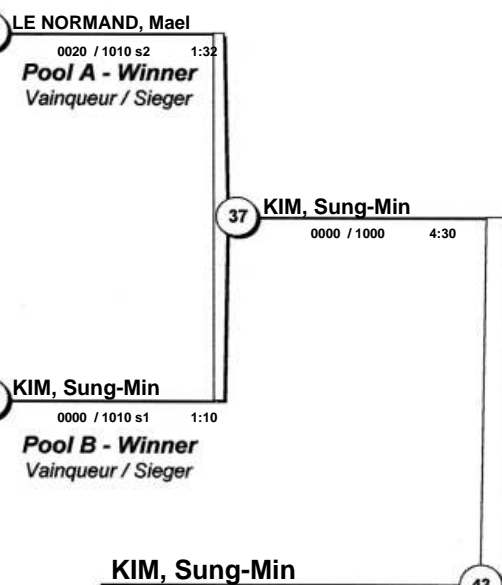 LE NORMAND, Mael
0020 / 1010 s2 1:32
Pool A - Winner
Vainqueur / Sieger
37
KIM, Sung-Min
0000 / 1000 4:30
KIM, Sung-Min
0000 / 1010 s1 1:10
Pool B - Winner
Vainqueur / Sieger
KIM, Sung-Min